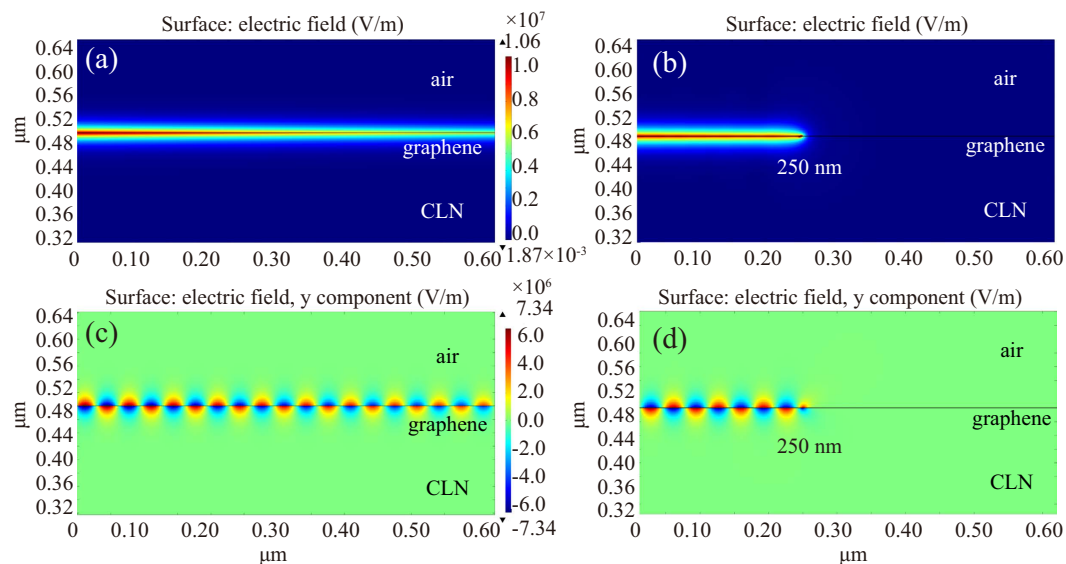 Surface: electric field (V/m)
×10⁷
1.06
Surface: electric field (V/m)
(a)
0.64
0.60
0.56
0.52
0.48
0.44
0.40
0.36
0.32
μm
air
graphene
CLN
1.0
0.8
0.6
0.4
0.2
0.0
1.87×10⁻³
0
0.10
0.20
0.30
0.40
0.50
0.60
(b)
0.64
0.60
0.56
0.52
0.48
0.44
0.40
0.36
0.32
μm
air
graphene
250 nm
CLN
0
0.10
0.20
0.30
0.40
0.50
0.60
Surface: electric field, y component (V/m)
×10⁶
7.34
Surface: electric field, y component (V/m)
(c)
0.64
0.60
0.56
0.52
0.48
0.44
0.40
0.36
0.32
μm
air
graphene
CLN
6.0
4.0
2.0
0.0
-2.0
-4.0
-6.0
-7.34
0
0.10
0.20
0.30
0.40
0.50
0.60
μm
(d)
0.64
0.60
0.56
0.52
0.48
0.44
0.40
0.36
0.32
μm
air
graphene
250 nm
CLN
0
0.10
0.20
0.30
0.40
0.50
0.60
μm